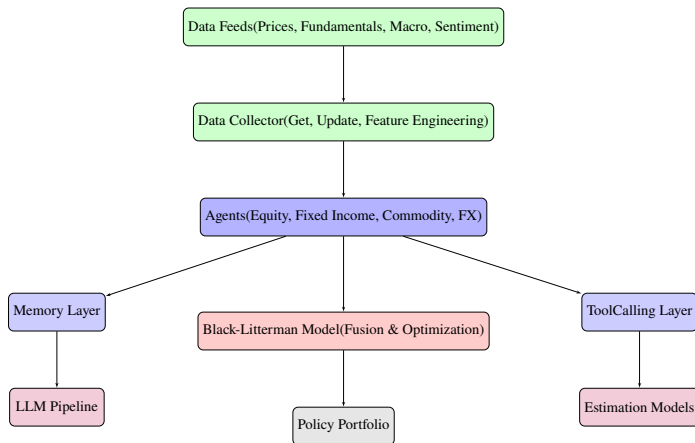 Data Feeds(Prices, Fundamentals, Macro, Sentiment)
Data Collector(Get, Update, Feature Engineering)
Agents(Equity, Fixed Income, Commodity, FX)
Memory Layer
Black-Litterman Model(Fusion & Optimization)
ToolCalling Layer
LLM Pipeline
Policy Portfolio
Estimation Models